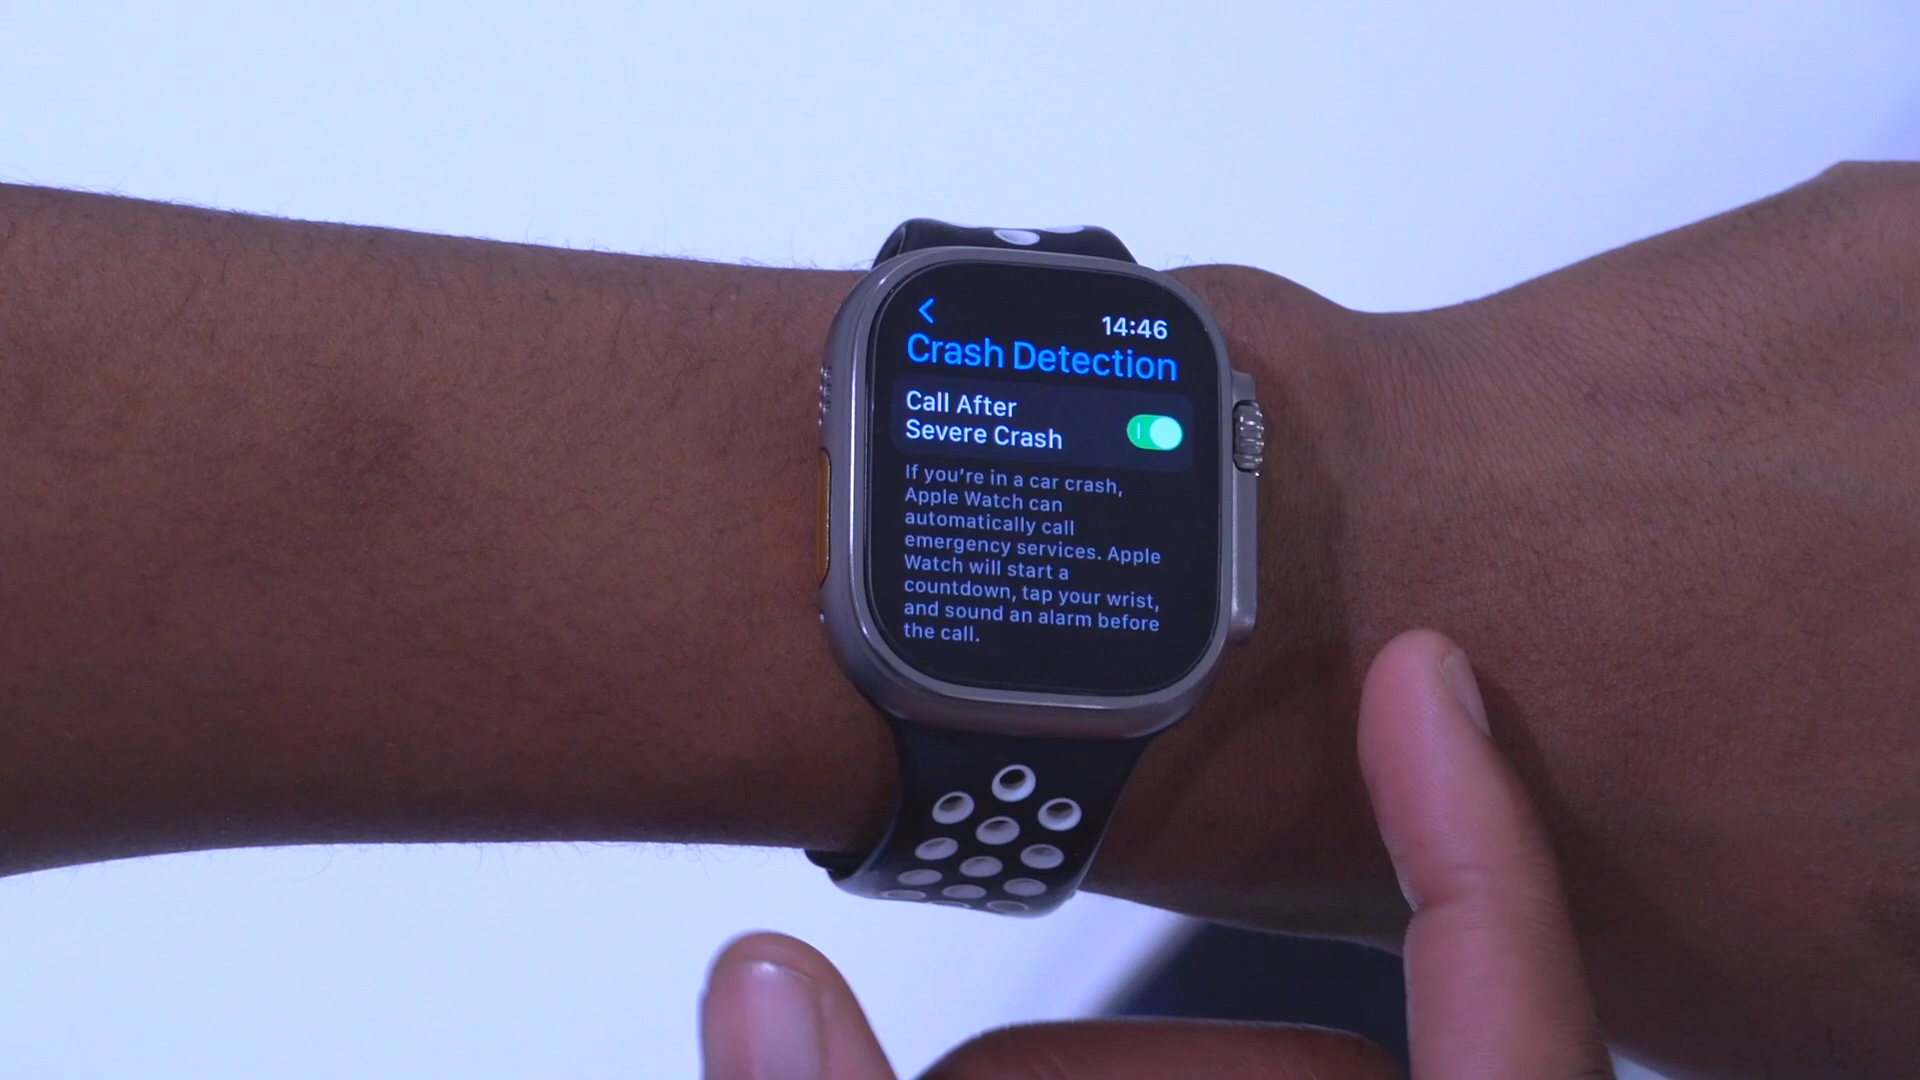 14:46
Crash Detection
Call After
Severe Crash
If you're in a car crash,
Apple Watch can
automatically call
emergency services. Apple
Watch will start a
countdown, tap your wrist,
and sound an alarm before
the call.